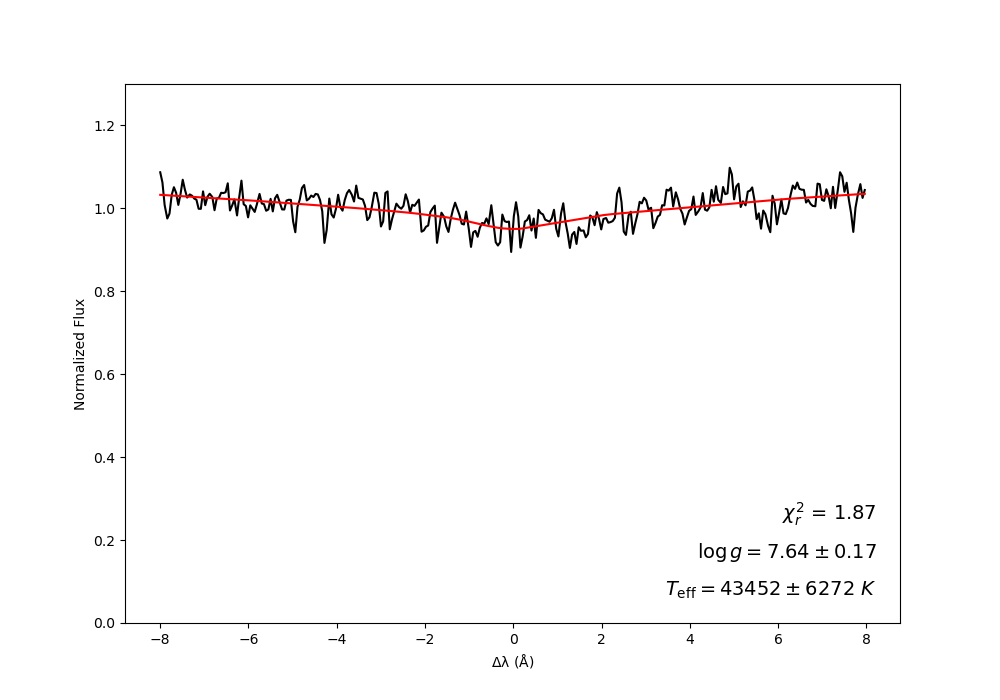 1.2
1.0
0.8
0.6
0.4
0.2
0.0
Normalized Flux
χ²ᵣ = 1.87
log g = 7.64 ± 0.17
T_eff = 43452 ± 6272 K
−8 −6 −4 −2 0 2 4 6 8
Δλ (Å)